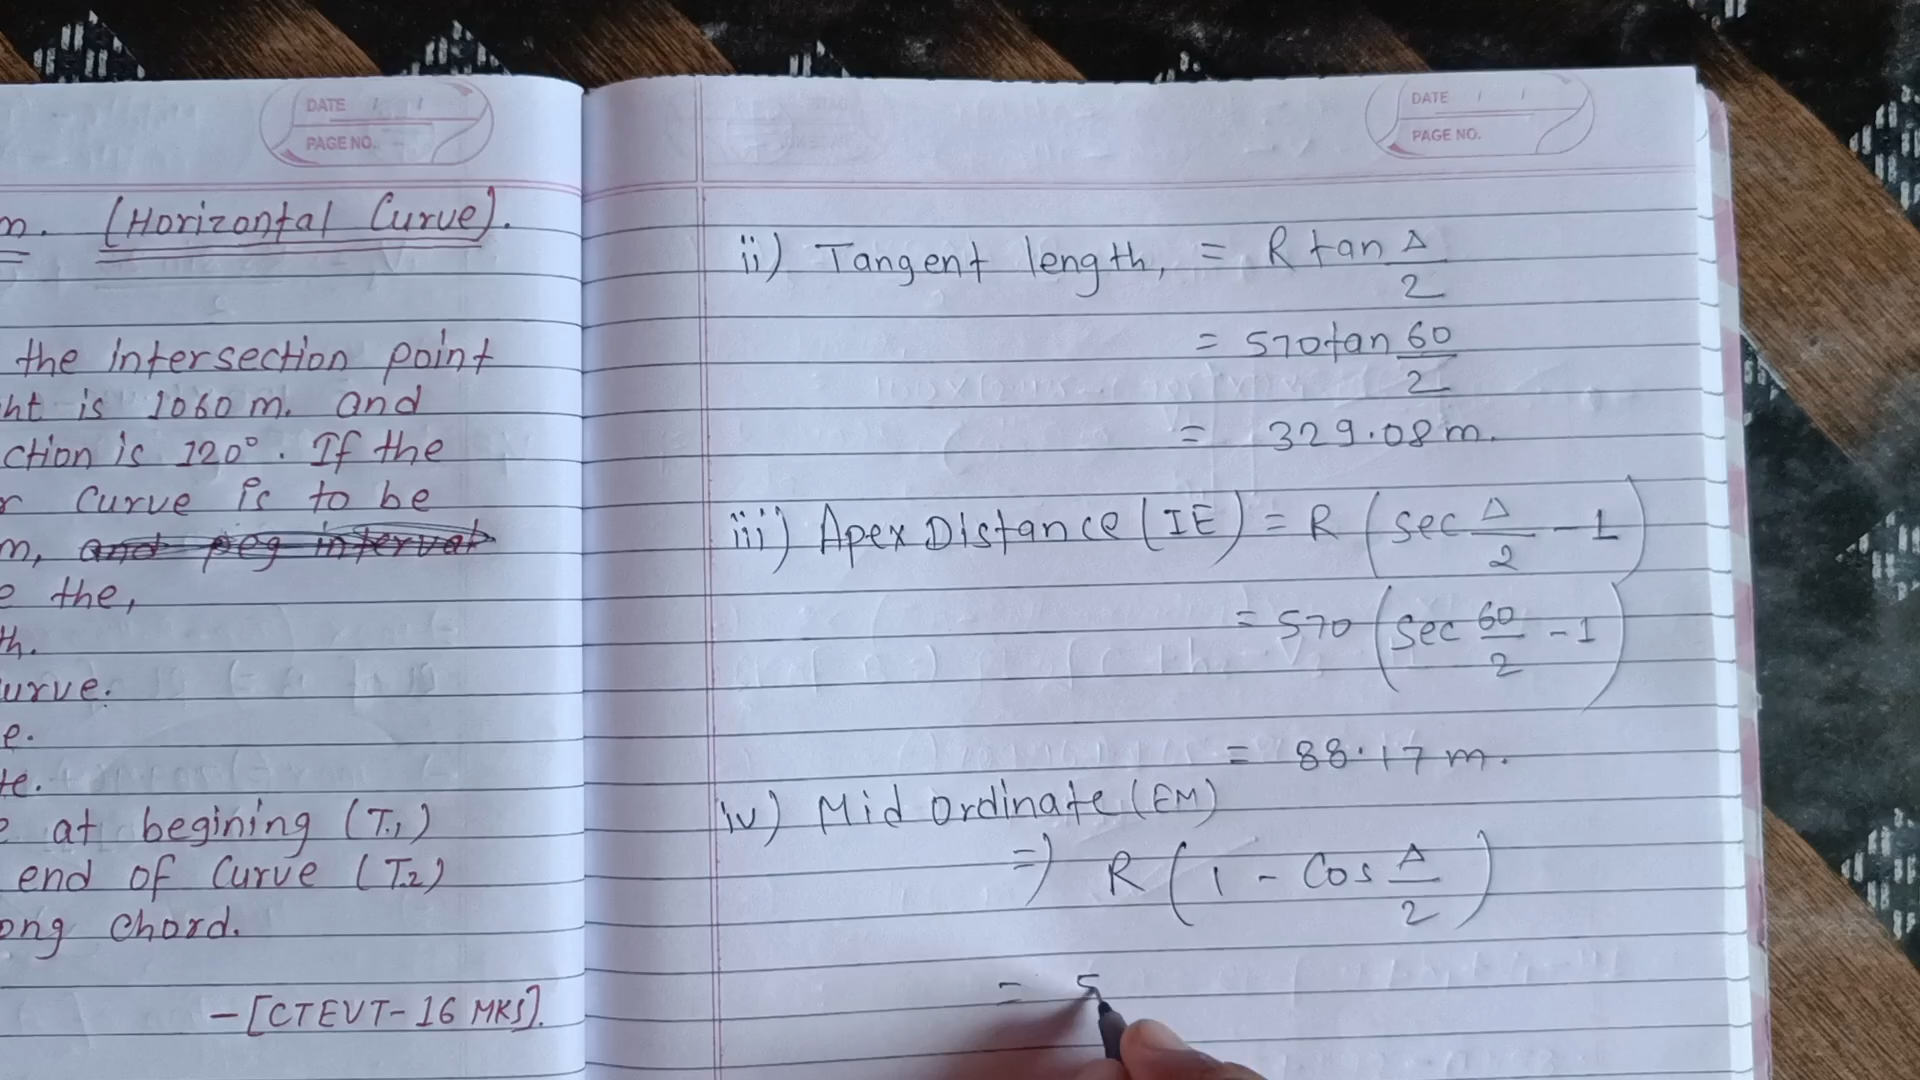 DATE
PAGE NO.
m. (Horizontal Curve).
the intersection point
ht is 1060 m. and
ction is 120°. If the
r curve is to be
m, and peg interval
e the,
th.
urve.
e.
te.
e at begining (T.1)
end of curve (T.2)
ong chord.
-[CTEVT-16 MKS].
DATE
PAGE NO.
ii) Tangent length, = R tan Δ/2
= 570 tan 60/2
= 329.08 m.
iii) Apex Distance (IE) = R (sec Δ/2 - 1)
= 570 (sec 60/2 - 1)
= 88.17 m.
iv) Mid ordinate (EM)
=) R (1 - Cos Δ/2)
= 5